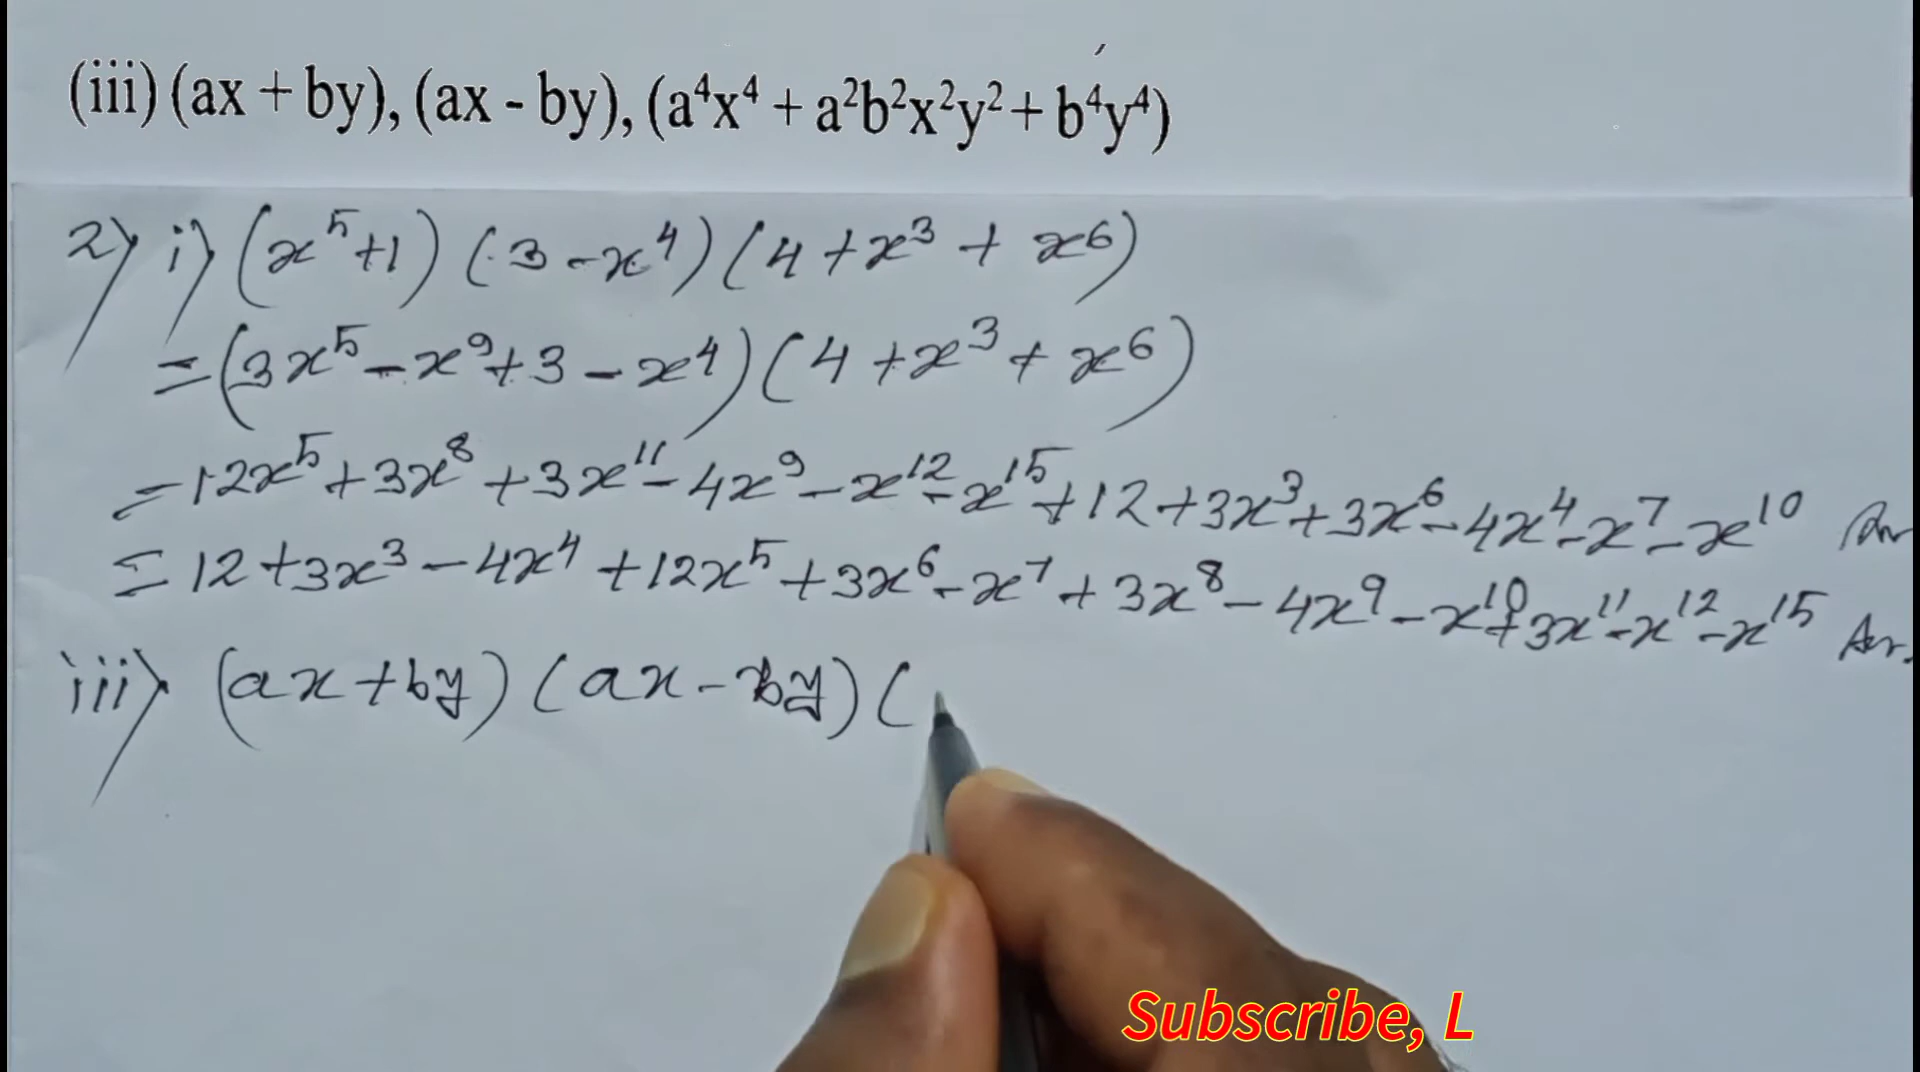 (iii) (ax + by), (ax - by), (a⁴x⁴ + a²b²x²y² + b⁴y⁴)
2) i) (x⁵+1) (3-x⁴) (4+x³ + x⁶)
= (3x⁵-x⁹+3-x⁴) (4+x³+x⁶)
=12x⁵+3x⁸+3x¹¹-4x⁹-x¹²-x¹⁵+12+3x³+3x⁶-4x⁴-x⁷-x¹⁰
= 12+3x³-4x⁴+12x⁵+3x⁶-x⁷+3x⁸-4x⁹-x¹⁰+3x¹¹-x¹²-x¹⁵ An.
iii) (ax+by) (ax-by) (
Subscribe, L